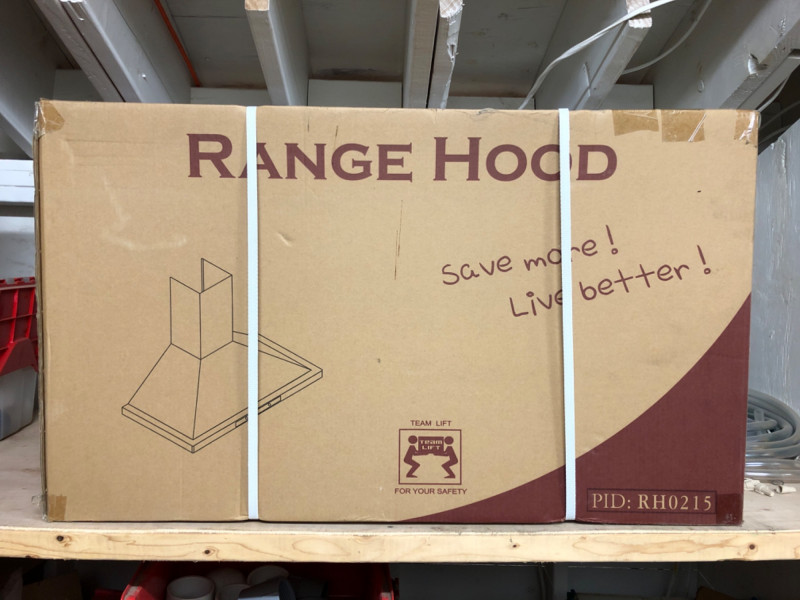 RANGE HOOD
Save more!
Live better!
TEAM LIFT
TEAM
LIFT
FOR YOUR SAFETY
PID: RH0215